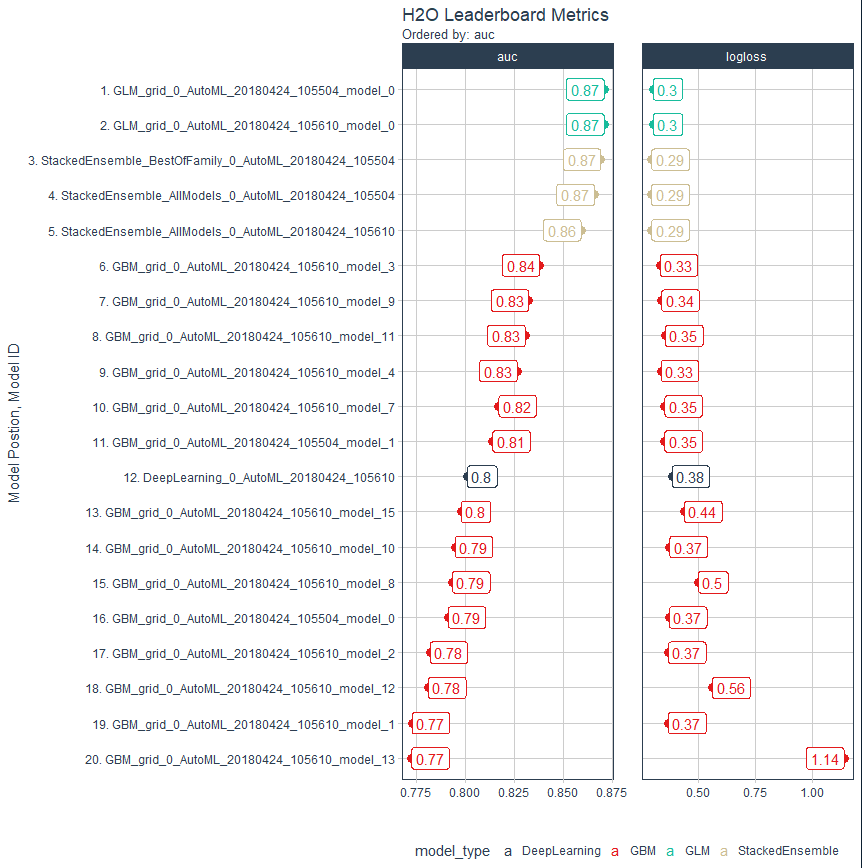 H2O Leaderboard Metrics
Ordered by: auc
auc logloss
1. GLM_grid_0_AutoML_20180424_105504_model_0 0.87 0.3
2. GLM_grid_0_AutoML_20180424_105610_model_0 0.87 0.3
3. StackedEnsemble_BestOfFamily_0_AutoML_20180424_105504 0.87 0.29
4. StackedEnsemble_AllModels_0_AutoML_20180424_105504 0.87 0.29
5. StackedEnsemble_AllModels_0_AutoML_20180424_105610 0.86 0.29
6. GBM_grid_0_AutoML_20180424_105610_model_3 0.84 0.33
7. GBM_grid_0_AutoML_20180424_105610_model_9 0.83 0.34
8. GBM_grid_0_AutoML_20180424_105610_model_11 0.83 0.35
9. GBM_grid_0_AutoML_20180424_105610_model_4 0.83 0.33
10. GBM_grid_0_AutoML_20180424_105610_model_7 0.82 0.35
11. GBM_grid_0_AutoML_20180424_105504_model_1 0.81 0.35
12. DeepLearning_0_AutoML_20180424_105610 0.8 0.38
13. GBM_grid_0_AutoML_20180424_105610_model_15 0.8 0.44
14. GBM_grid_0_AutoML_20180424_105610_model_10 0.79 0.37
15. GBM_grid_0_AutoML_20180424_105610_model_8 0.79 0.5
16. GBM_grid_0_AutoML_20180424_105504_model_0 0.79 0.37
17. GBM_grid_0_AutoML_20180424_105610_model_2 0.78 0.37
18. GBM_grid_0_AutoML_20180424_105610_model_12 0.78 0.56
19. GBM_grid_0_AutoML_20180424_105610_model_1 0.77 0.37
20. GBM_grid_0_AutoML_20180424_105610_model_13 0.77 1.14
Model Postion, Model ID
0.775 0.800 0.825 0.850 0.875 0.50 0.75 1.00
model_type a DeepLearning a GBM a GLM a StackedEnsemble